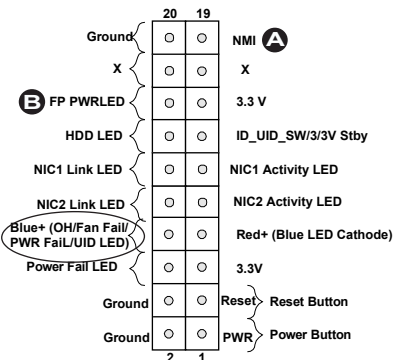 20 19
Ground NMI A
X X
B FP PWRLED 3.3 V
HDD LED ID_UID_SW/3/3V Stby
NIC1 Link LED NIC1 Activity LED
NIC2 Link LED NIC2 Activity LED
Blue+ (OH/Fan Fail/
PWR FaiL/UID LED) Red+ (Blue LED Cathode)
Power Fail LED 3.3V
Ground Reset Reset Button
Ground PWR Power Button
2 1